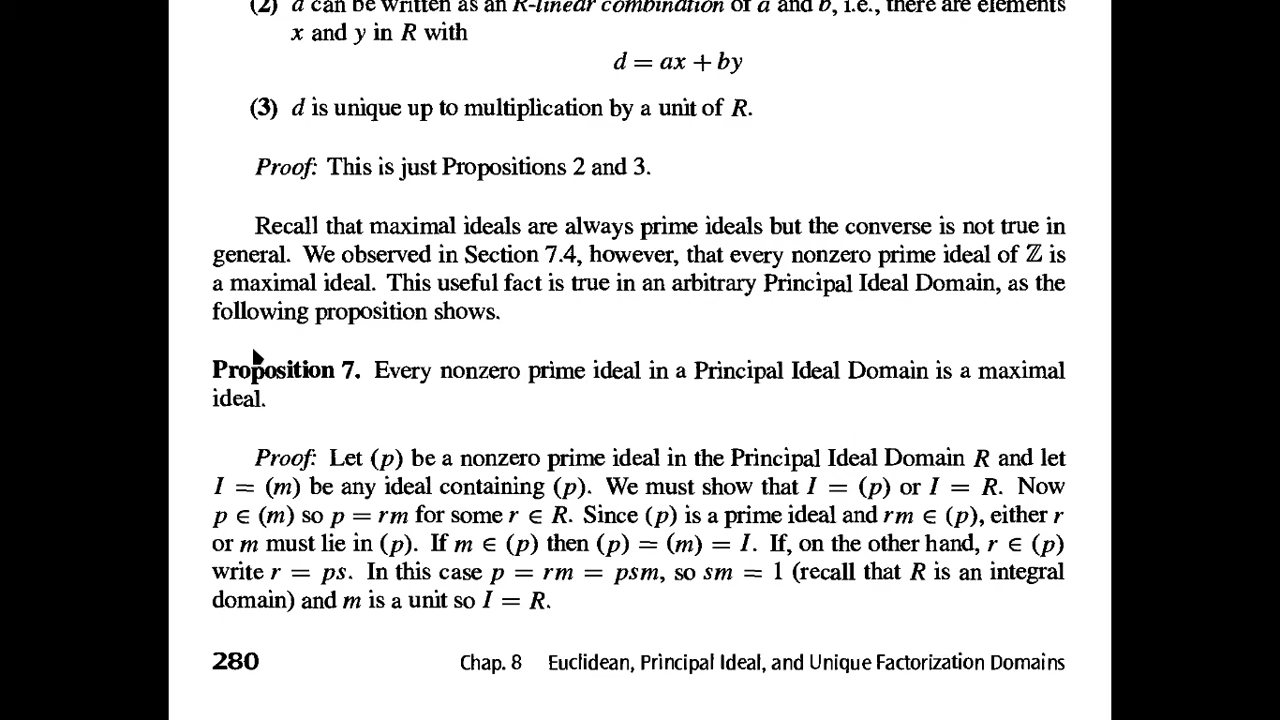 (2) d can be written as an R-linear combination of a and b, i.e., there are elements
x and y in R with
d = ax + by
(3) d is unique up to multiplication by a unit of R.
Proof: This is just Propositions 2 and 3.
Recall that maximal ideals are always prime ideals but the converse is not true in
general. We observed in Section 7.4, however, that every nonzero prime ideal of ℤ is
a maximal ideal. This useful fact is true in an arbitrary Principal Ideal Domain, as the
following proposition shows.
Proposition 7. Every nonzero prime ideal in a Principal Ideal Domain is a maximal
ideal.
Proof: Let (p) be a nonzero prime ideal in the Principal Ideal Domain R and let
I = (m) be any ideal containing (p). We must show that I = (p) or I = R. Now
p ∈ (m) so p = rm for some r ∈ R. Since (p) is a prime ideal and rm ∈ (p), either r
or m must lie in (p). If m ∈ (p) then (p) = (m) = I. If, on the other hand, r ∈ (p)
write r = ps. In this case p = rm = psm, so sm = 1 (recall that R is an integral
domain) and m is a unit so I = R.
280 Chap. 8 Euclidean, Principal Ideal, and Unique Factorization Domains